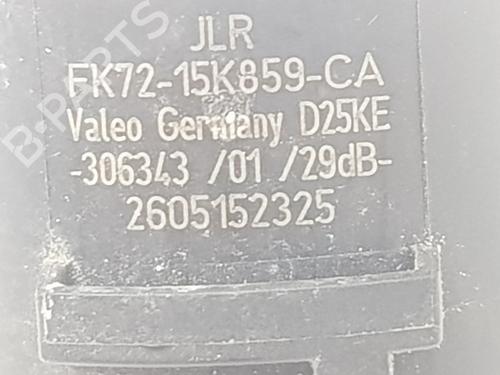 JLR
FK72-15K859-CA
Valeo Germany D25KE
-306343 /01 /29dB-
2605152325
B-PARTS